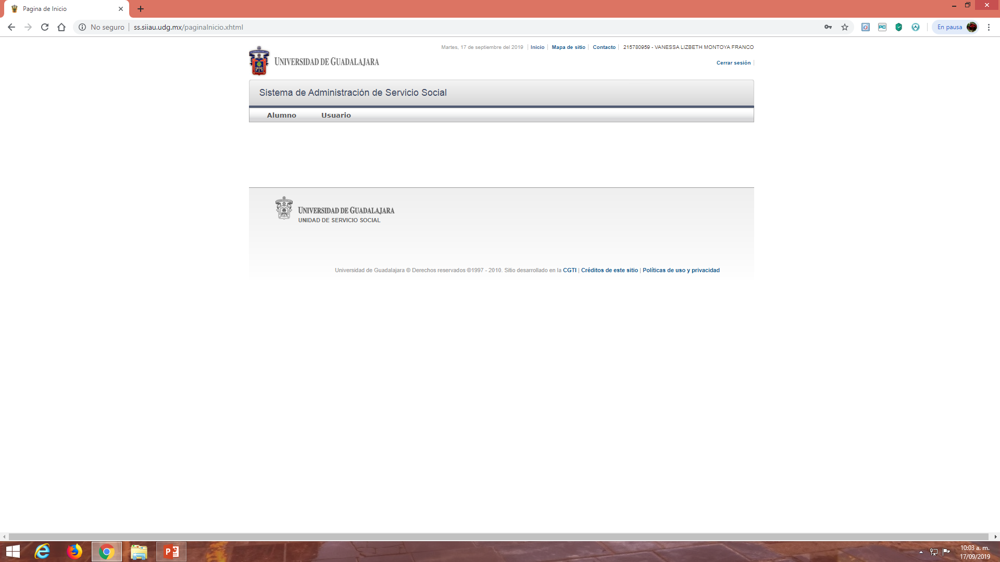 Pagina de Inicio
No seguro
ss.siiau.udg.mx/paginaInicio.xhtml
En pausa
Martes, 17 de septiembre del 2019 | Inicio | Mapa de sitio | Contacto | 215780959 - VANESSA LIZBETH MONTOYA FRANCO
UNIVERSIDAD DE GUADALAJARA
Cerrar sesión |
Sistema de Administración de Servicio Social
Alumno Usuario
UNIVERSIDAD DE GUADALAJARA
UNIDAD DE SERVICIO SOCIAL
Universidad de Guadalajara © Derechos reservados ©1997 - 2010. Sitio desarrollado en la CGTI | Créditos de este sitio | Políticas de uso y privacidad
10:03 a. m.
17/09/2019